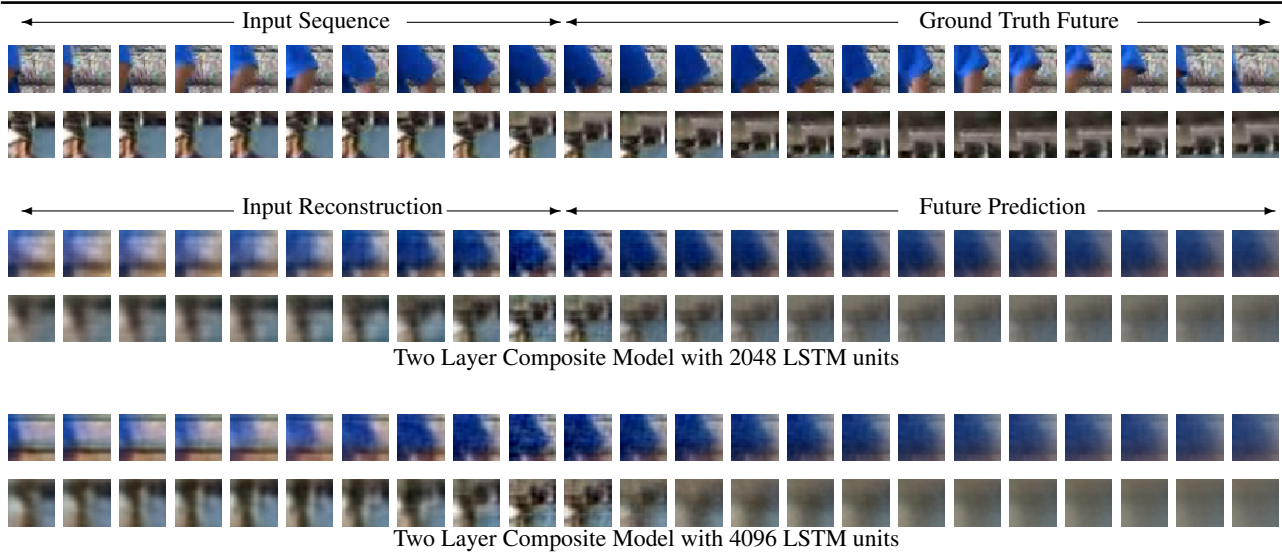 Input Sequence Ground Truth Future
Input Reconstruction Future Prediction
Two Layer Composite Model with 2048 LSTM units
Two Layer Composite Model with 4096 LSTM units